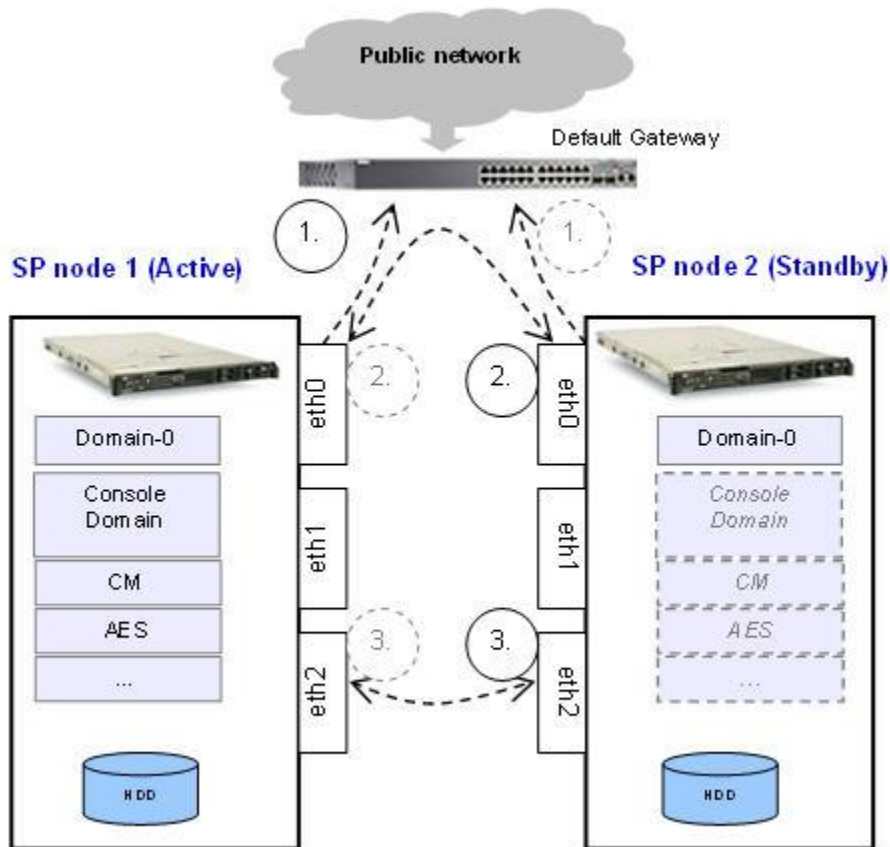 Public network
Default Gateway
1.
1.
SP node 1 (Active)
SP node 2 (Standby)
eth0
2.
2.
eth0
Domain-0
Domain-0
Console
Domain
Console
Domain
eth1
eth1
CM
CM
AES
AES
3.
3.
...
...
eth2
eth2
HDD
HDD